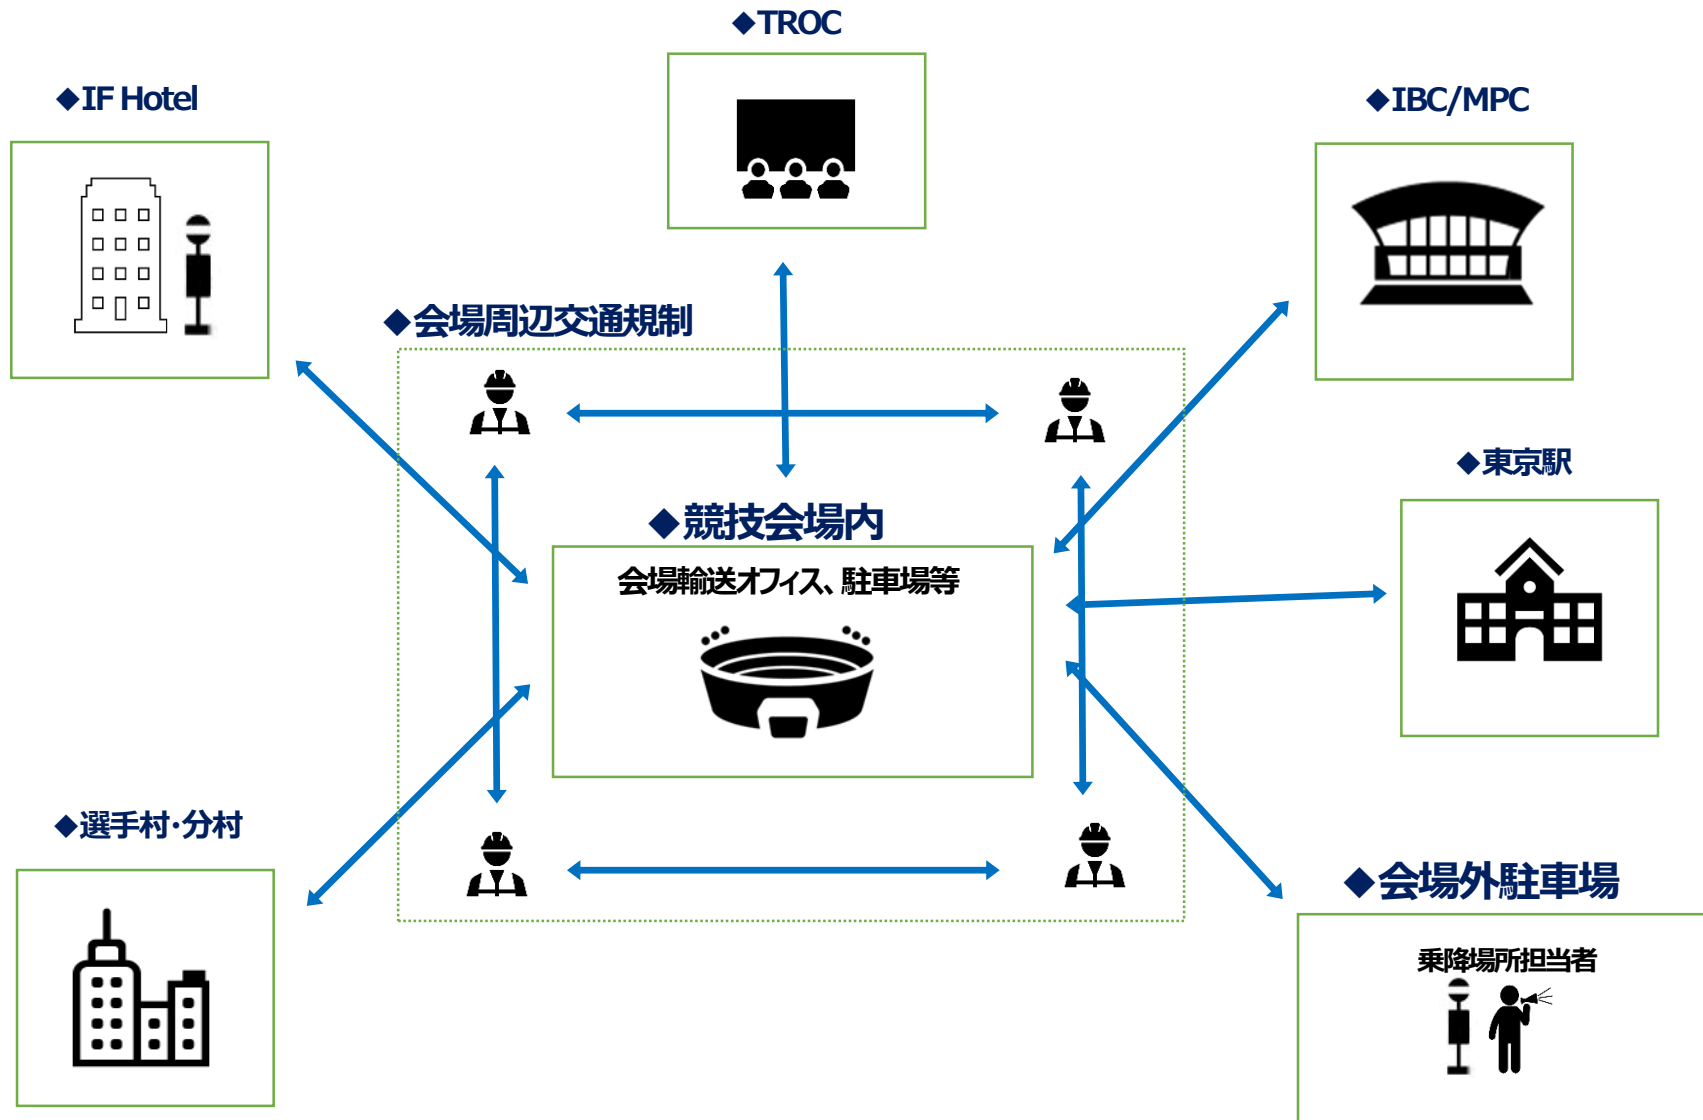 ◆TROC
◆IF Hotel
◆IBC/MPC
◆会場周辺交通規制
◆東京駅
◆競技会場内
会場輸送オフィス、駐車場等
◆選手村・分村
◆会場外駐車場
乗降場所担当者